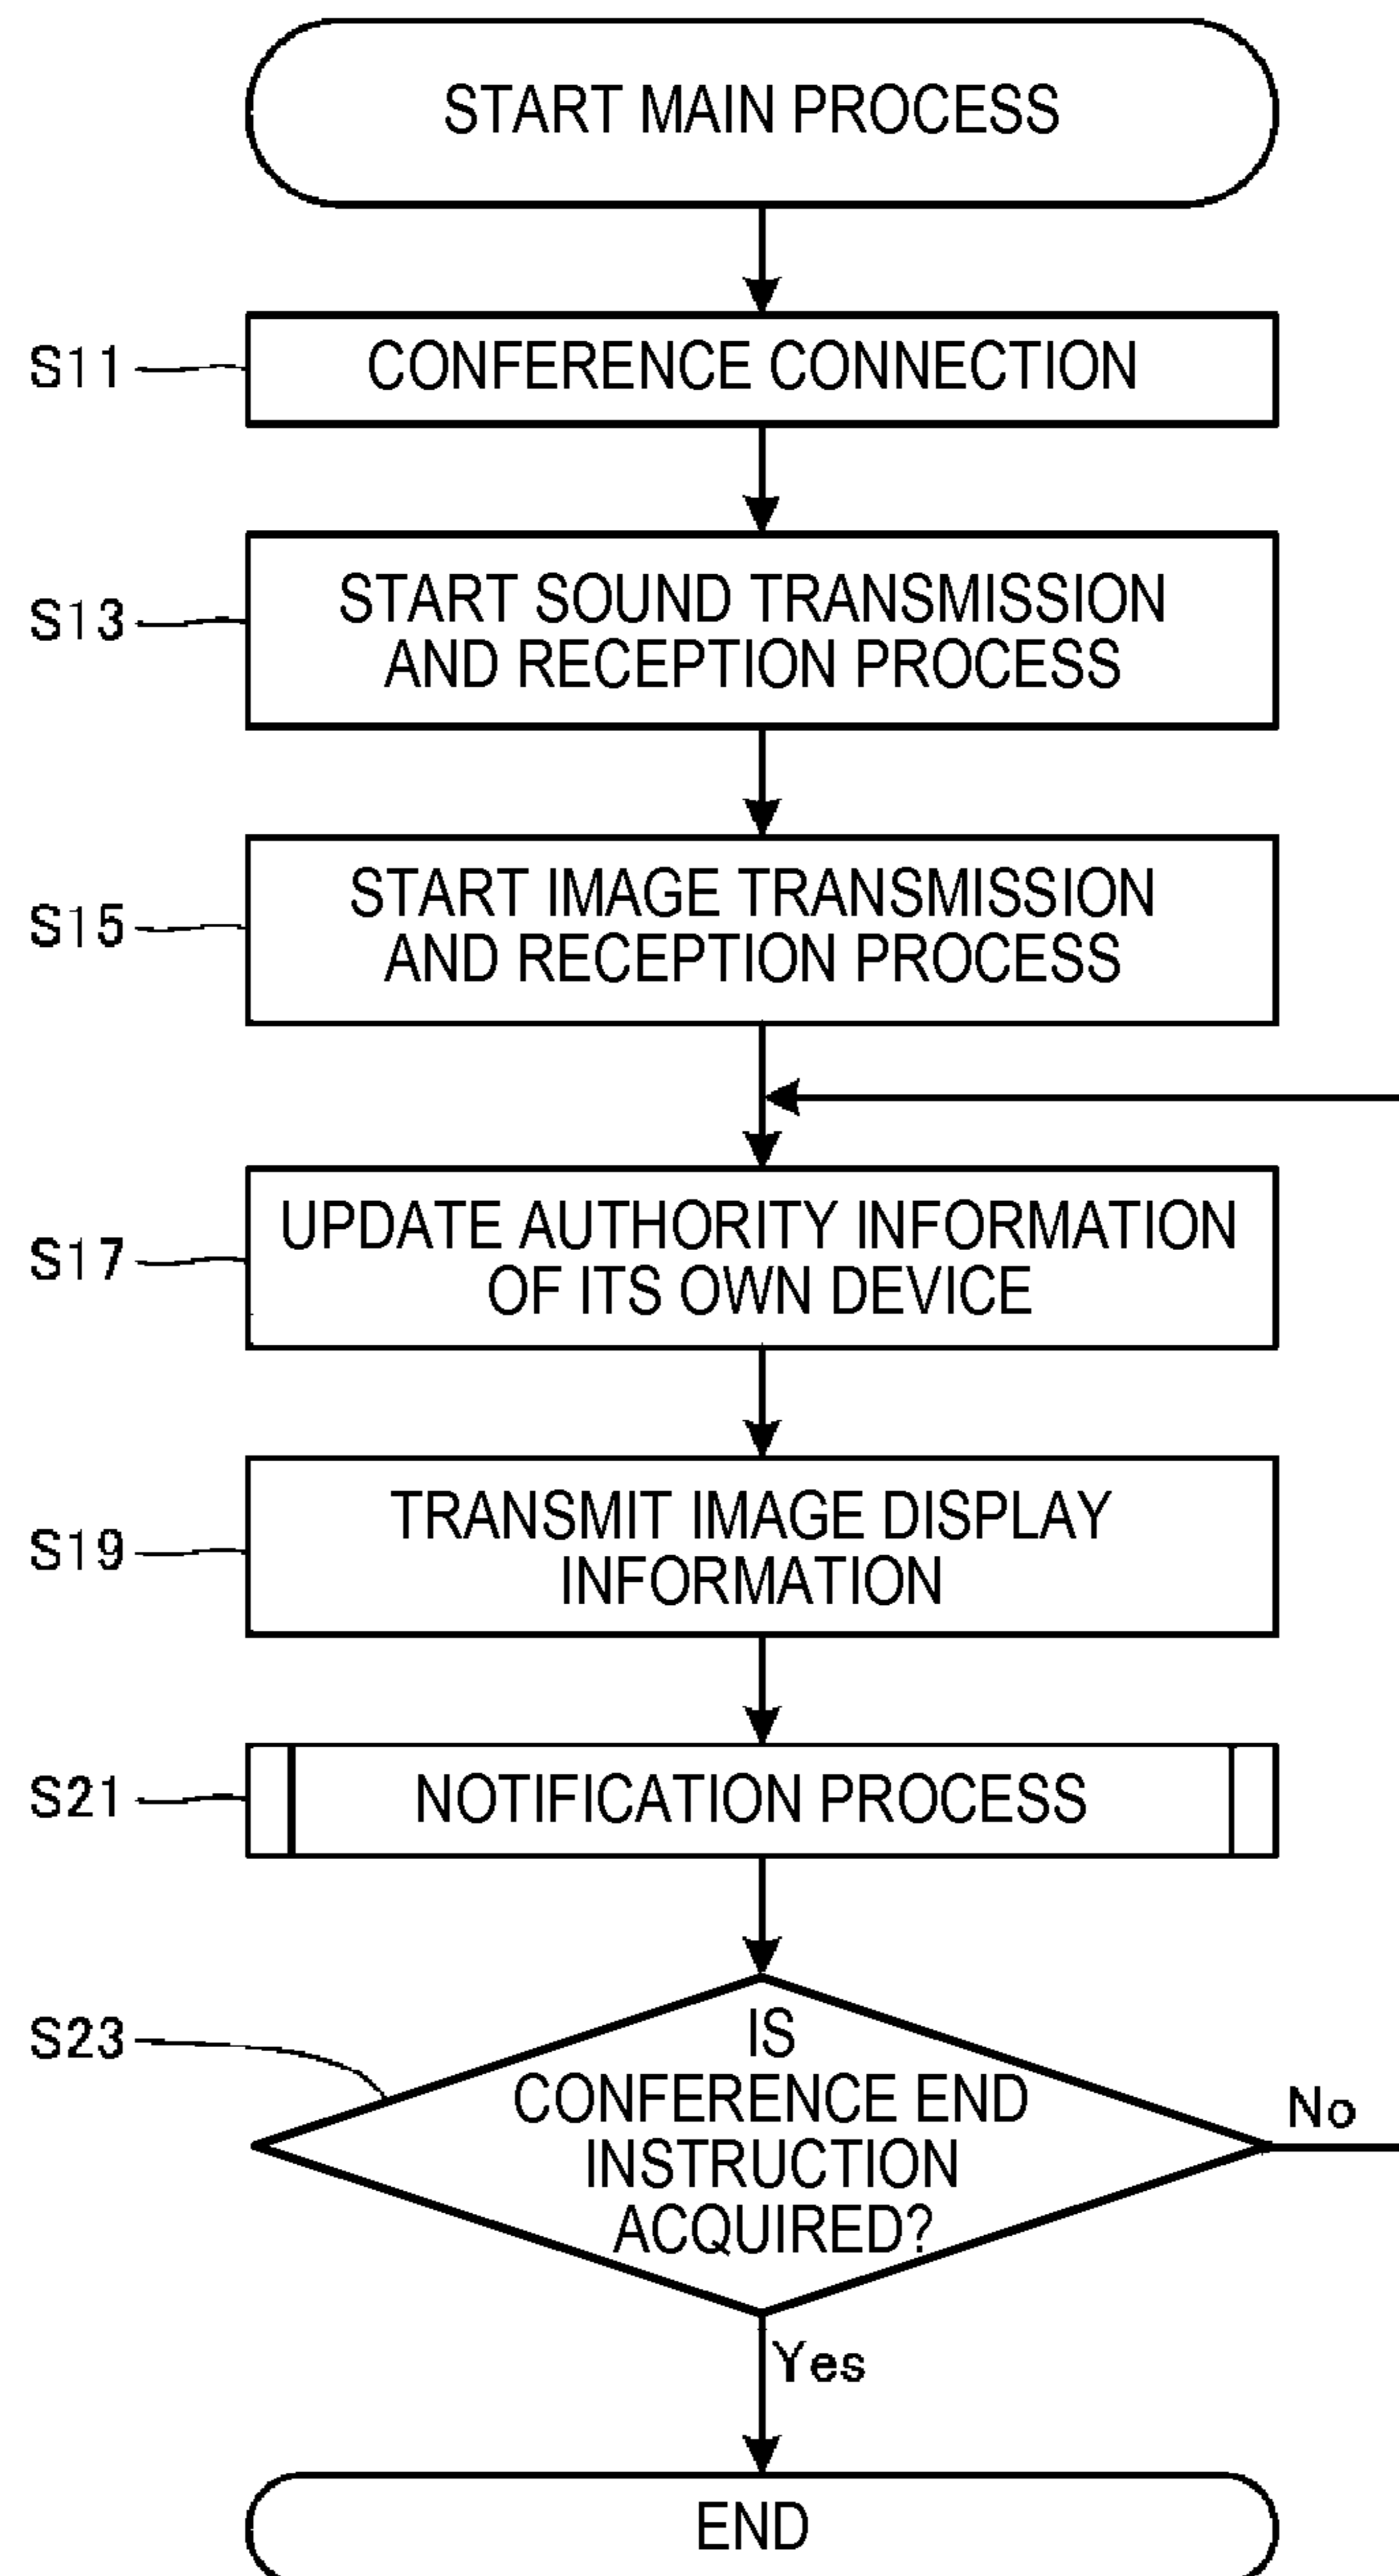 START MAIN PROCESS
S11
CONFERENCE CONNECTION
S13
START SOUND TRANSMISSION
AND RECEPTION PROCESS
S15
START IMAGE TRANSMISSION
AND RECEPTION PROCESS
S17
UPDATE AUTHORITY INFORMATION
OF ITS OWN DEVICE
S19
TRANSMIT IMAGE DISPLAY
INFORMATION
S21
NOTIFICATION PROCESS
S23
IS
CONFERENCE END
INSTRUCTION
ACQUIRED?
No
Yes
END